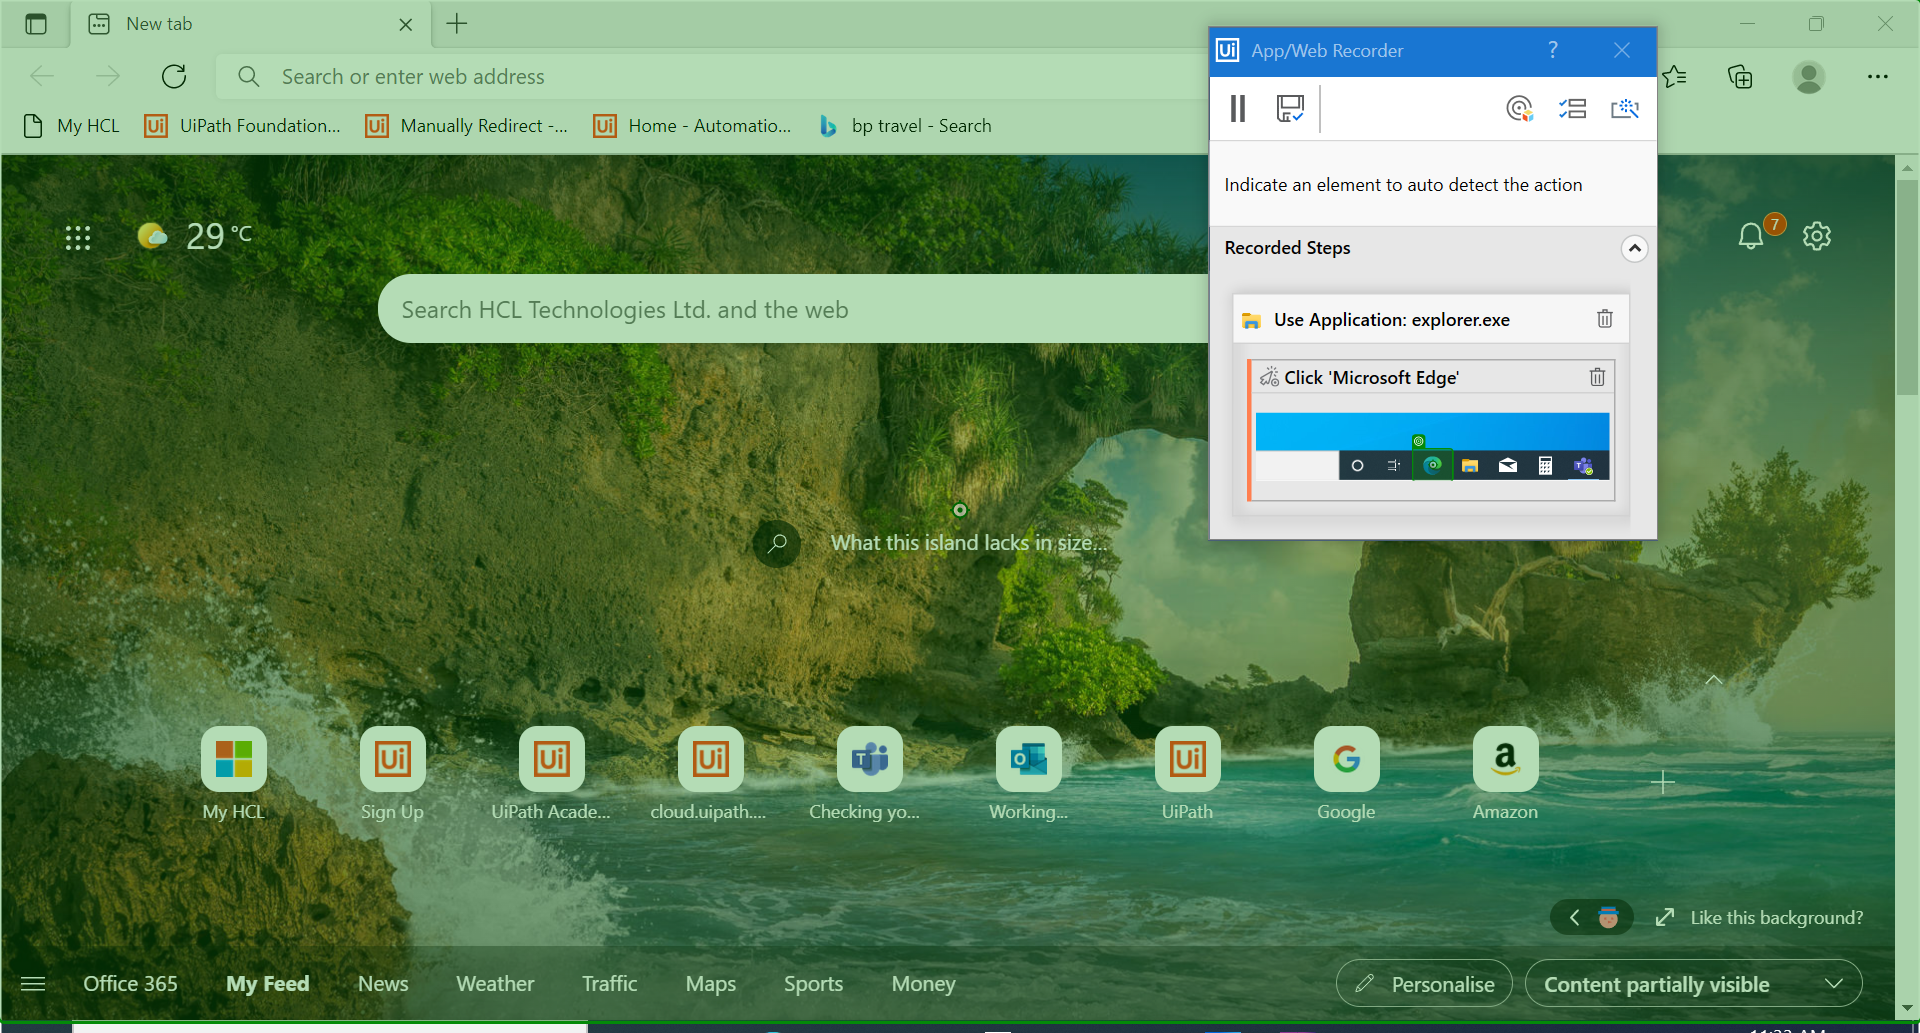 New tab
Search or enter web address
My HCL
UiPath Foundation...
Manually Redirect -...
Home - Automatio...
bp travel - Search
Ui App/Web Recorder ?
Indicate an element to auto detect the action
Recorded Steps
Use Application: explorer.exe
Click 'Microsoft Edge'
29 °C
7
Search HCL Technologies Ltd. and the web
What this island lacks in size...
My HCL
Sign Up
UiPath Acade...
cloud.uipath....
Checking yo...
Working...
UiPath
Google
Amazon
Like this background?
Office 365
My Feed
News
Weather
Traffic
Maps
Sports
Money
Personalise
Content partially visible